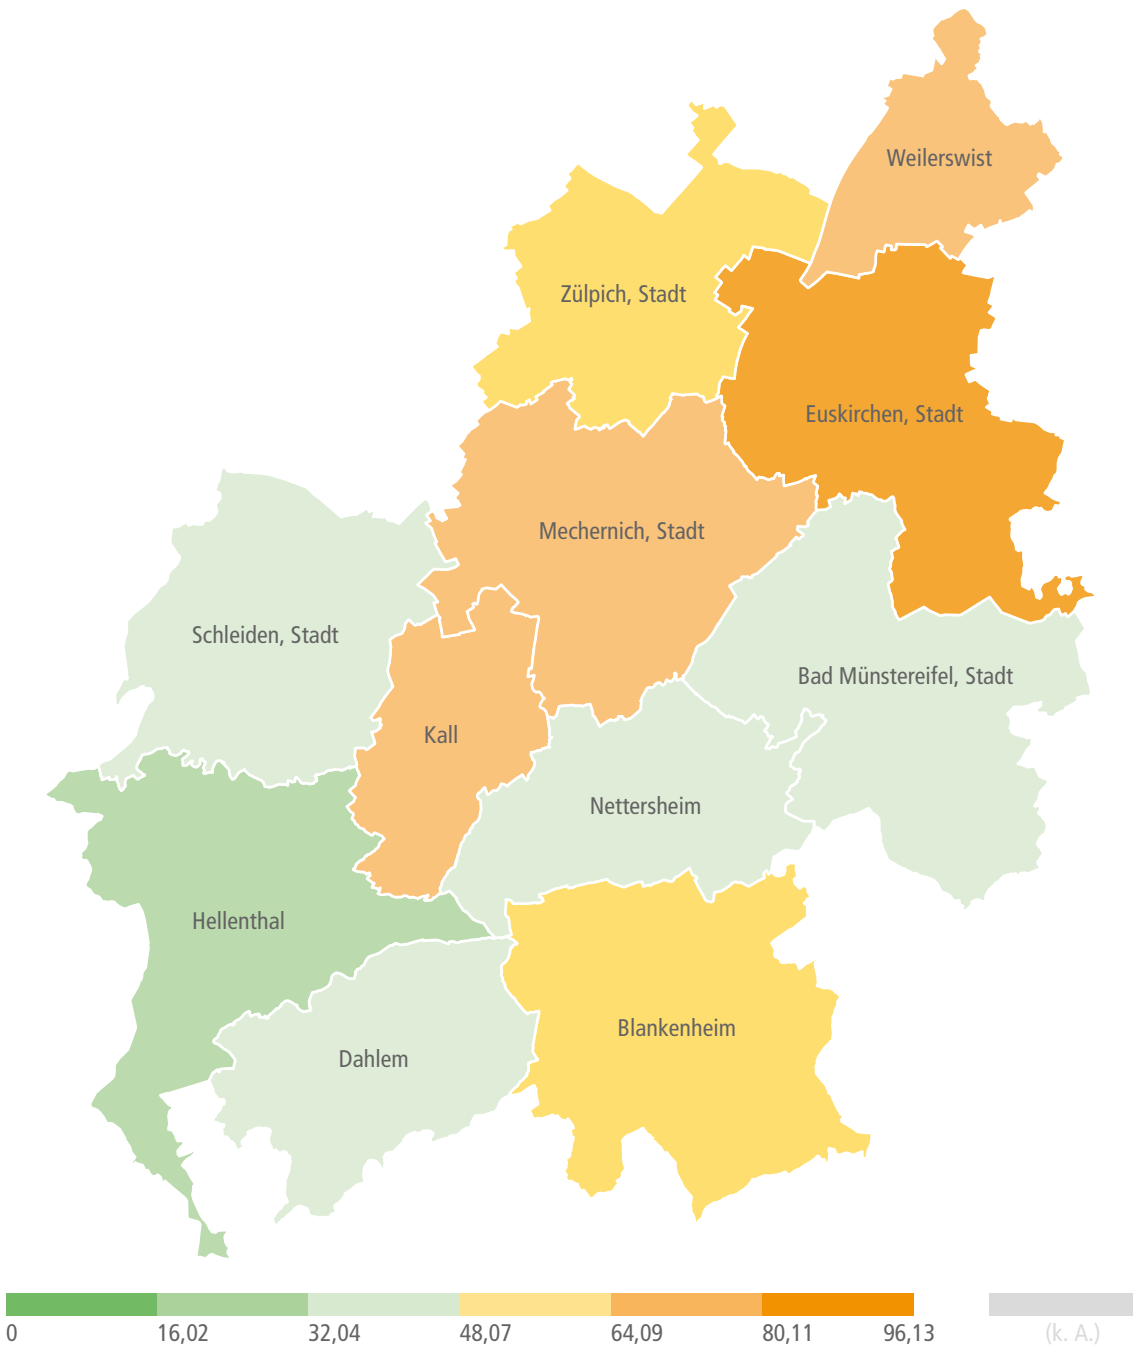 Weilerswist
Zülpich, Stadt
Euskirchen, Stadt
Mechernich, Stadt
Schleiden, Stadt
Bad Münstereifel, Stadt
Kall
Nettersheim
Hellenthal
Blankenheim
Dahlem
0 16,02 32,04 48,07 64,09 80,11 96,13 (k. A.)